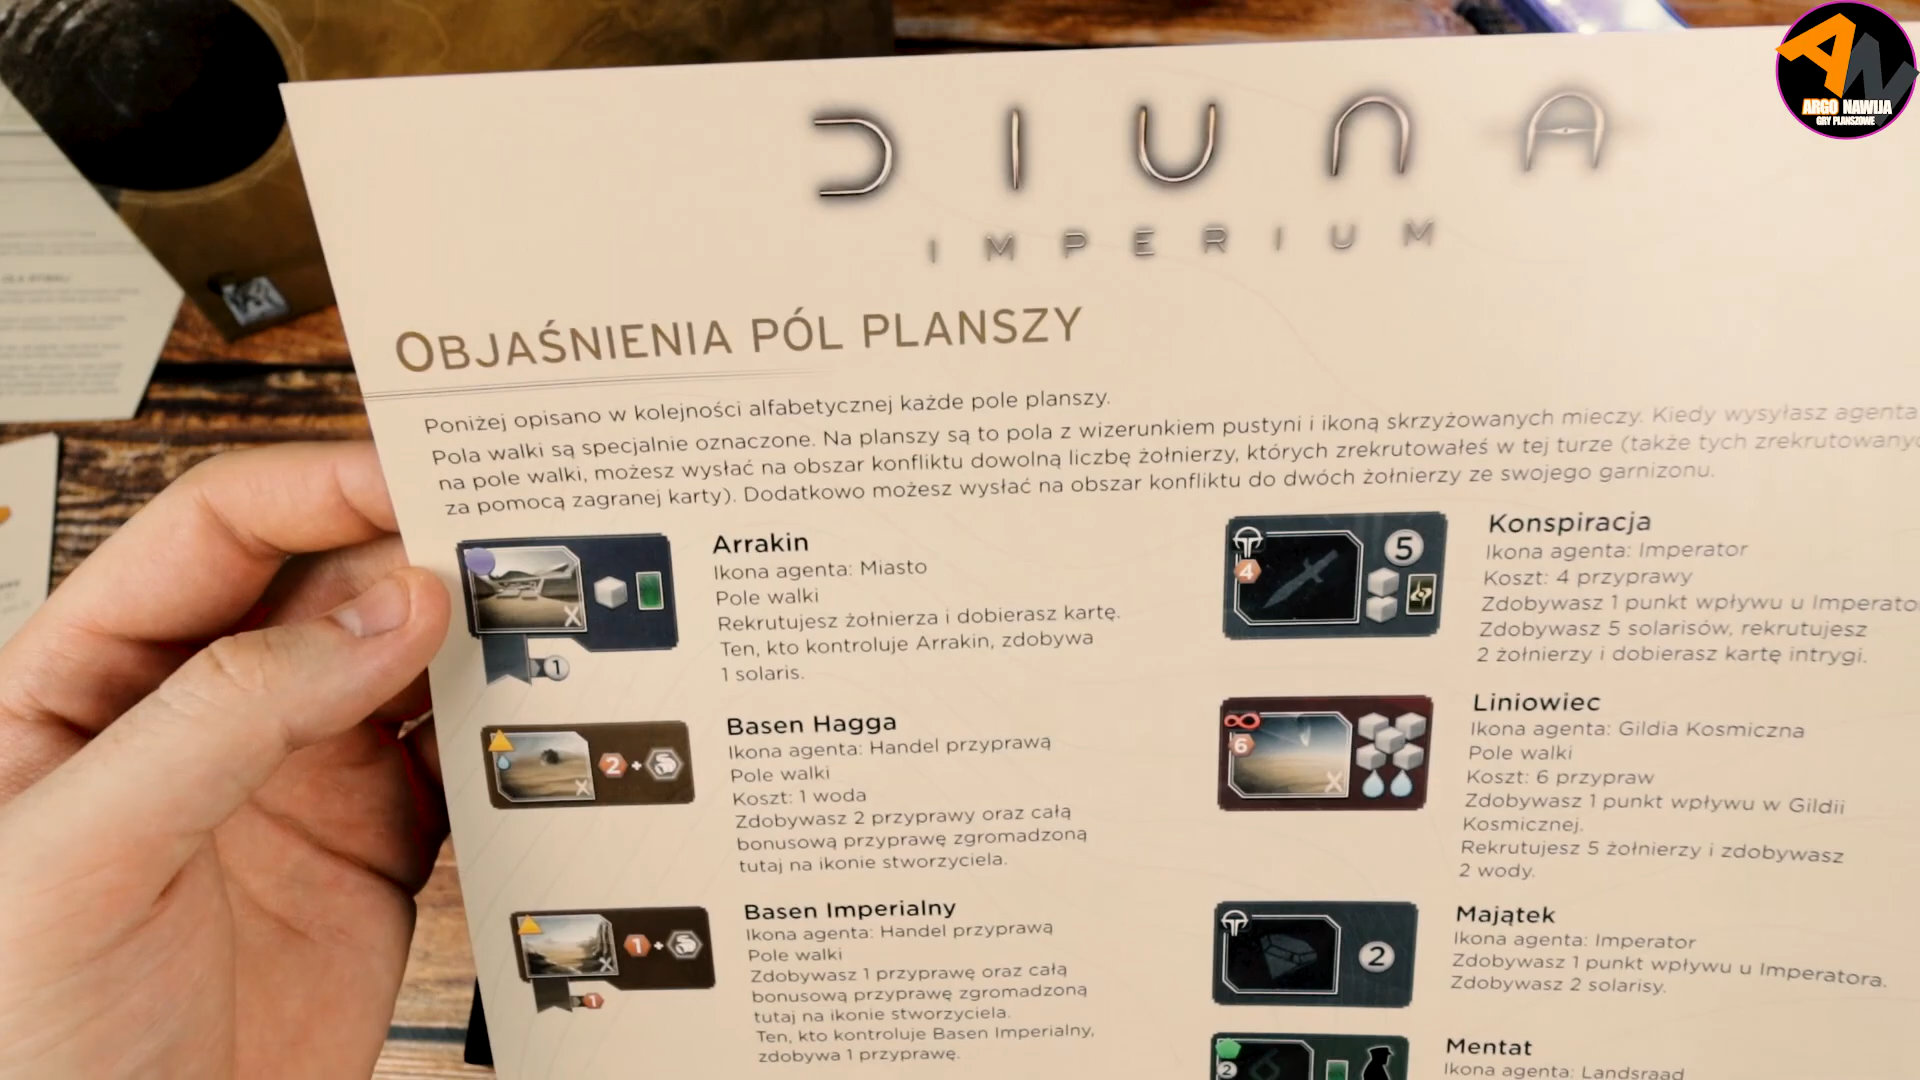 ARGO NAWIJA
GRY PLANSZOWE
DIUNA
IMPERIUM
OBJAŚNIENIA PÓL PLANSZY
Poniżej opisano w kolejności alfabetycznej każde pole planszy.
Pola walki są specjalnie oznaczone. Na planszy są to pola z wizerunkiem pustyni i ikoną skrzyżowanych mieczy. Kiedy wysyłasz agenta
na pole walki, możesz wysłać na obszar konfliktu dowolną liczbę żołnierzy, których zrekrutowałeś w tej turze (także tych zrekrutowanyc
za pomocą zagranej karty). Dodatkowo możesz wysłać na obszar konfliktu do dwóch żołnierzy ze swojego garnizonu.
Arrakin
Ikona agenta: Miasto
Pole walki
Rekrutujesz żołnierza i dobierasz kartę.
Ten, kto kontroluje Arrakin, zdobywa
1 solaris.
1
Basen Hagga
Ikona agenta: Handel przyprawą
Pole walki
Koszt: 1 woda
Zdobywasz 2 przyprawy oraz całą
bonusową przyprawę zgromadzoną
tutaj na ikonie stworzyciela.
2 +
Basen Imperialny
Ikona agenta: Handel przyprawą
Pole walki
Zdobywasz 1 przyprawę oraz całą
bonusową przyprawę zgromadzoną
tutaj na ikonie stworzyciela.
Ten, kto kontroluje Basen Imperialny,
zdobywa 1 przyprawę.
1 +
1
Konspiracja
Ikona agenta: Imperator
Koszt: 4 przyprawy
Zdobywasz 1 punkt wpływu u Imperato
Zdobywasz 5 solarisów, rekrutujesz
2 żołnierzy i dobierasz kartę intrygi.
4
5
Liniowiec
Ikona agenta: Gildia Kosmiczna
Pole walki
Koszt: 6 przypraw
Zdobywasz 1 punkt wpływu w Gildii
Kosmicznej.
Rekrutujesz 5 żołnierzy i zdobywasz
2 wody.
6
Majątek
Ikona agenta: Imperator
Zdobywasz 1 punkt wpływu u Imperatora.
Zdobywasz 2 solarisy.
2
Mentat
Ikona agenta: Landsraad
2